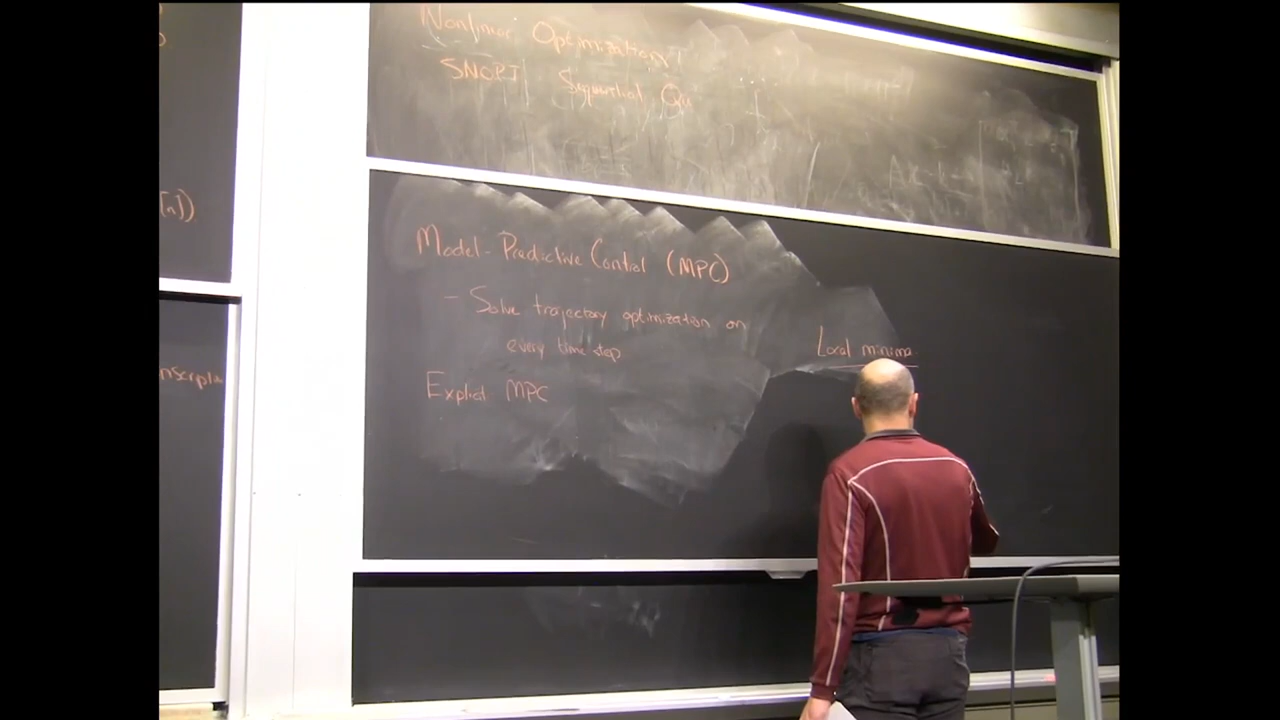 Nonlinear Optimization
SNOPT Sequential Qu
[n])
Model-Predictive Control (MPC)
- Solve trajectory optimization on
every time step
Local minima
Explicit MPC